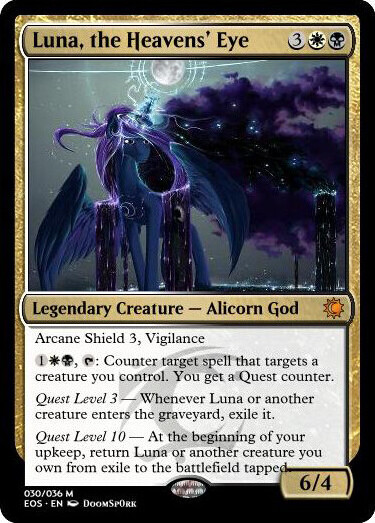 Luna, the Heavens' Eye 3
Legendary Creature — Alicorn God
Arcane Shield 3, Vigilance
1, : Counter target spell that targets a
creature you control. You get a Quest counter.
Quest Level 3 — Whenever Luna or another
creature enters the graveyard, exile it.
Quest Level 10 — At the beginning of your
upkeep, return Luna or another creature you
own from exile to the battlefield tapped.
6/4
030/036 M
EOS · EN DoomSp0rk